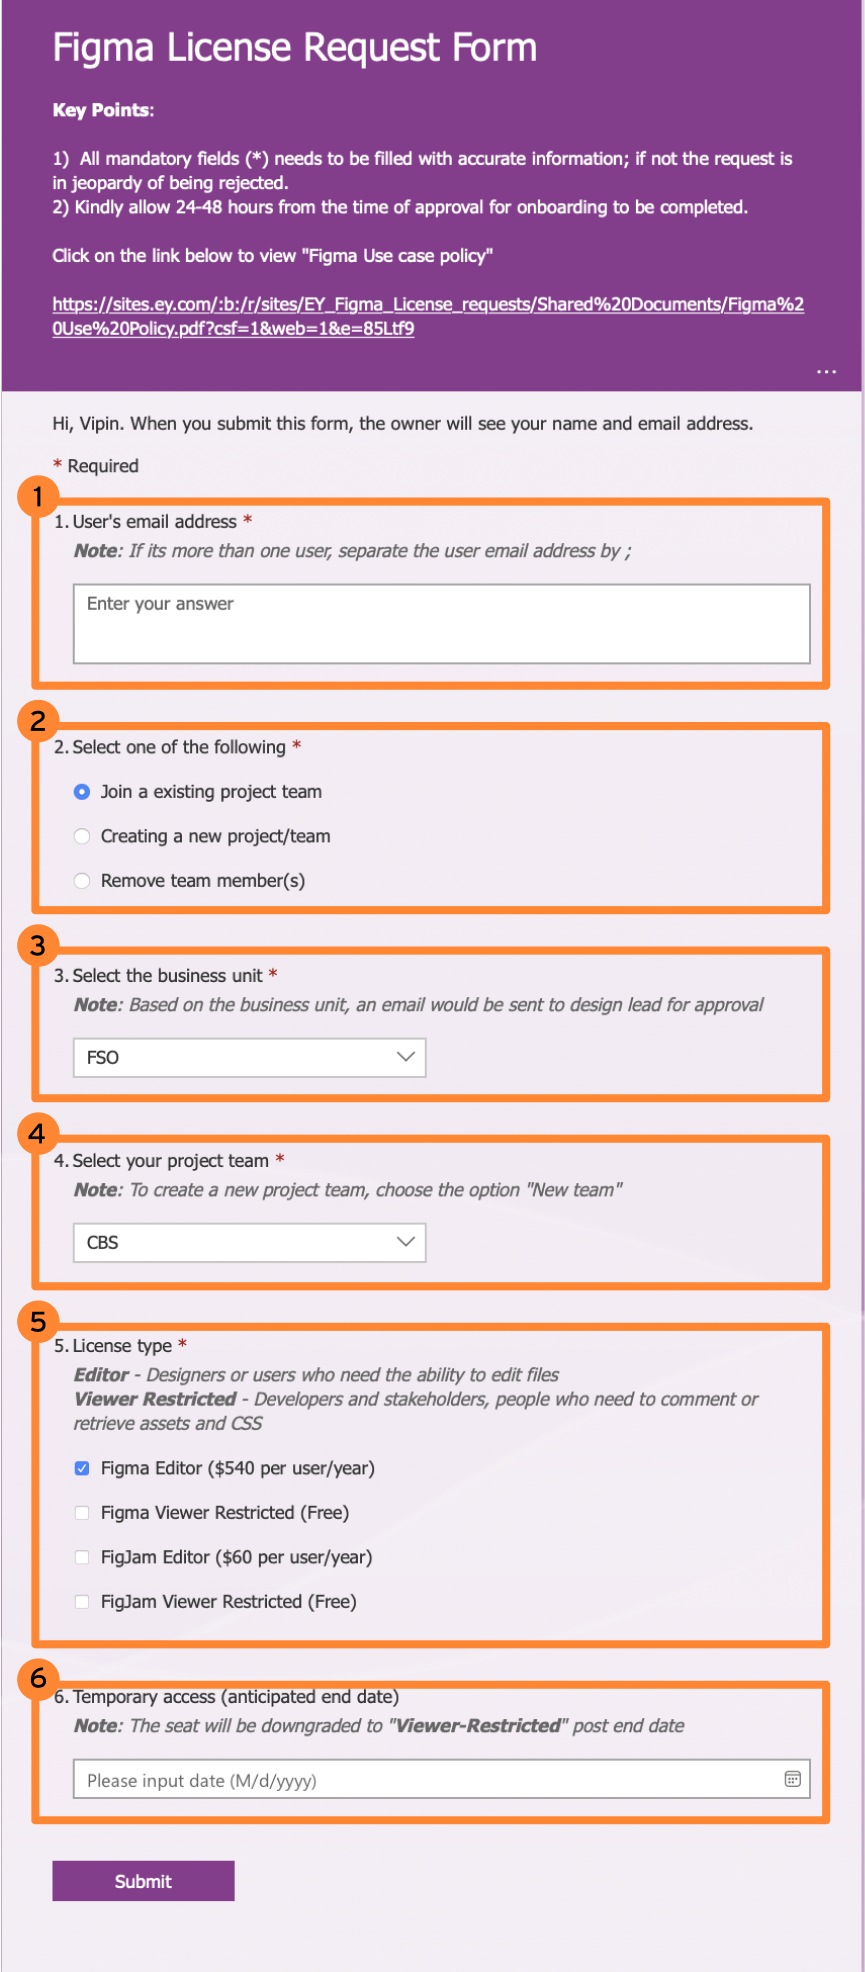 Figma License Request Form
Key Points:
1)  All mandatory fields (*) needs to be filled with accurate information; if not the request is
in jeopardy of being rejected.
2) Kindly allow 24-48 hours from the time of approval for onboarding to be completed.
Click on the link below to view "Figma Use case policy"
https://sites.ey.com/:b:/r/sites/EY_Figma_License_requests/Shared%20Documents/Figma%2
0Use%20Policy.pdf?csf=1&web=1&e=85Ltf9
...
Hi, Vipin. When you submit this form, the owner will see your name and email address.
* Required
1
1. User's email address *
Note: If its more than one user, separate the user email address by ;
Enter your answer
2
2. Select one of the following *
Join a existing project team
Creating a new project/team
Remove team member(s)
3
3. Select the business unit *
Note: Based on the business unit, an email would be sent to design lead for approval
FSO
4
4. Select your project team *
Note: To create a new project team, choose the option "New team"
CBS
5
5. License type *
Editor - Designers or users who need the ability to edit files
Viewer Restricted - Developers and stakeholders, people who need to comment or
retrieve assets and CSS
Figma Editor ($540 per user/year)
Figma Viewer Restricted (Free)
FigJam Editor ($60 per user/year)
FigJam Viewer Restricted (Free)
6
6. Temporary access (anticipated end date)
Note: The seat will be downgraded to "Viewer-Restricted" post end date
Please input date (M/d/yyyy)
Submit